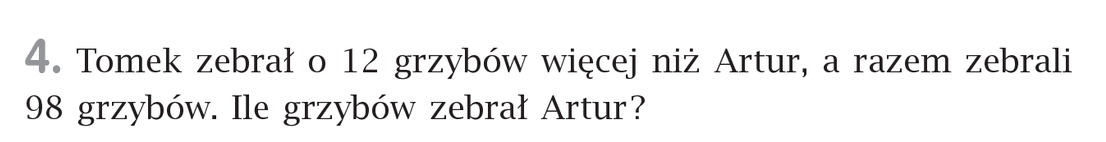 4. Tomek zebrał o 12 grzybów więcej niż Artur, a razem zebrali
98 grzybów. Ile grzybów zebrał Artur?